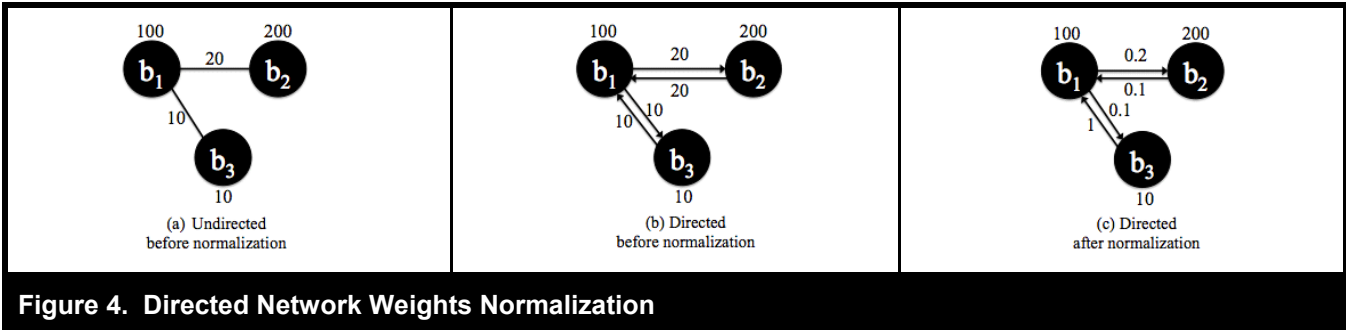 100
200
20
b1
b2
10
b3
10
(a) Undirected
before normalization
100
200
20
b1
b2
20
10
10
b3
10
(b) Directed
before normalization
100
200
0.2
b1
b2
0.1
0.1
1
b3
10
(c) Directed
after normalization
Figure 4. Directed Network Weights Normalization